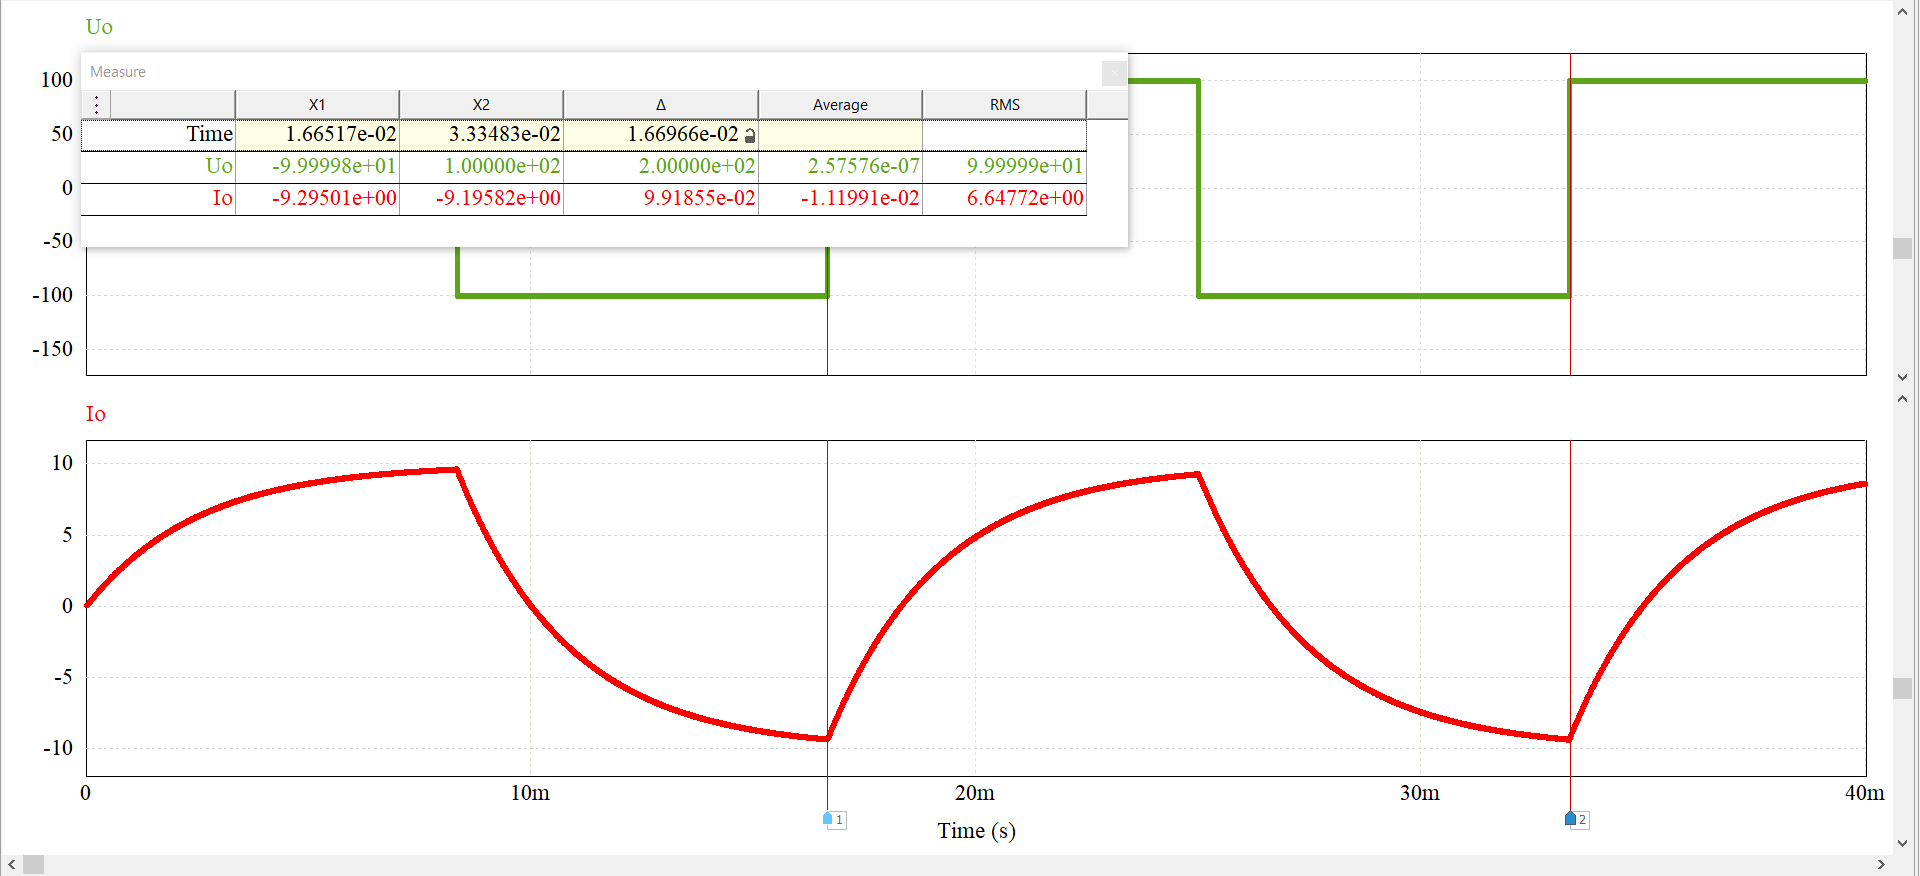 Uo
Measure
X1 X2 Δ Average RMS
Time 1.66517e-02 3.33483e-02 1.66966e-02
Uo -9.99998e+01 1.00000e+02 2.00000e+02 2.57576e-07 9.99999e+01
Io -9.29501e+00 -9.19582e+00 9.91855e-02 -1.11991e-02 6.64772e+00
100
50
0
-50
-100
-150
Io
10
5
0
-5
-10
0 10m 20m 30m 40m
1 2
Time (s)